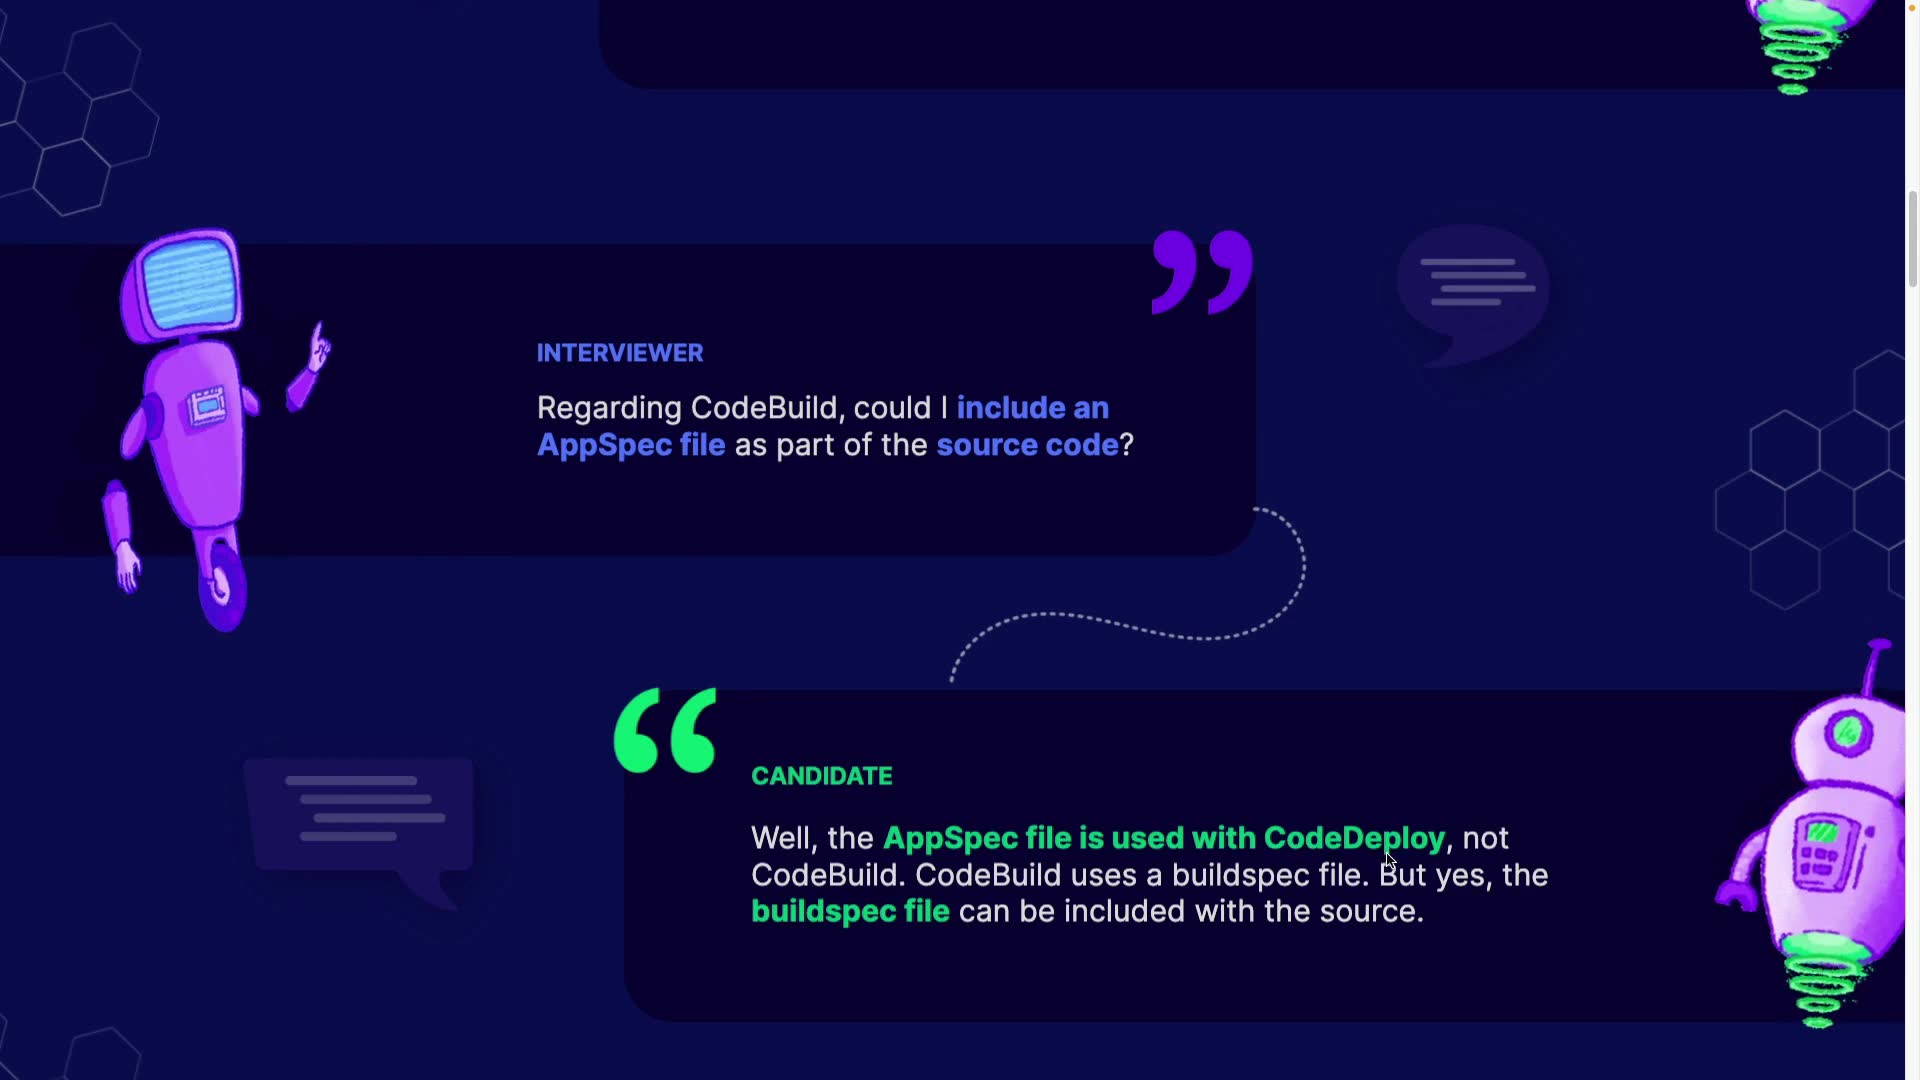 INTERVIEWER
Regarding CodeBuild, could I include an
AppSpec file as part of the source code?
CANDIDATE
Well, the AppSpec file is used with CodeDeploy, not
CodeBuild. CodeBuild uses a buildspec file. But yes, the
buildspec file can be included with the source.